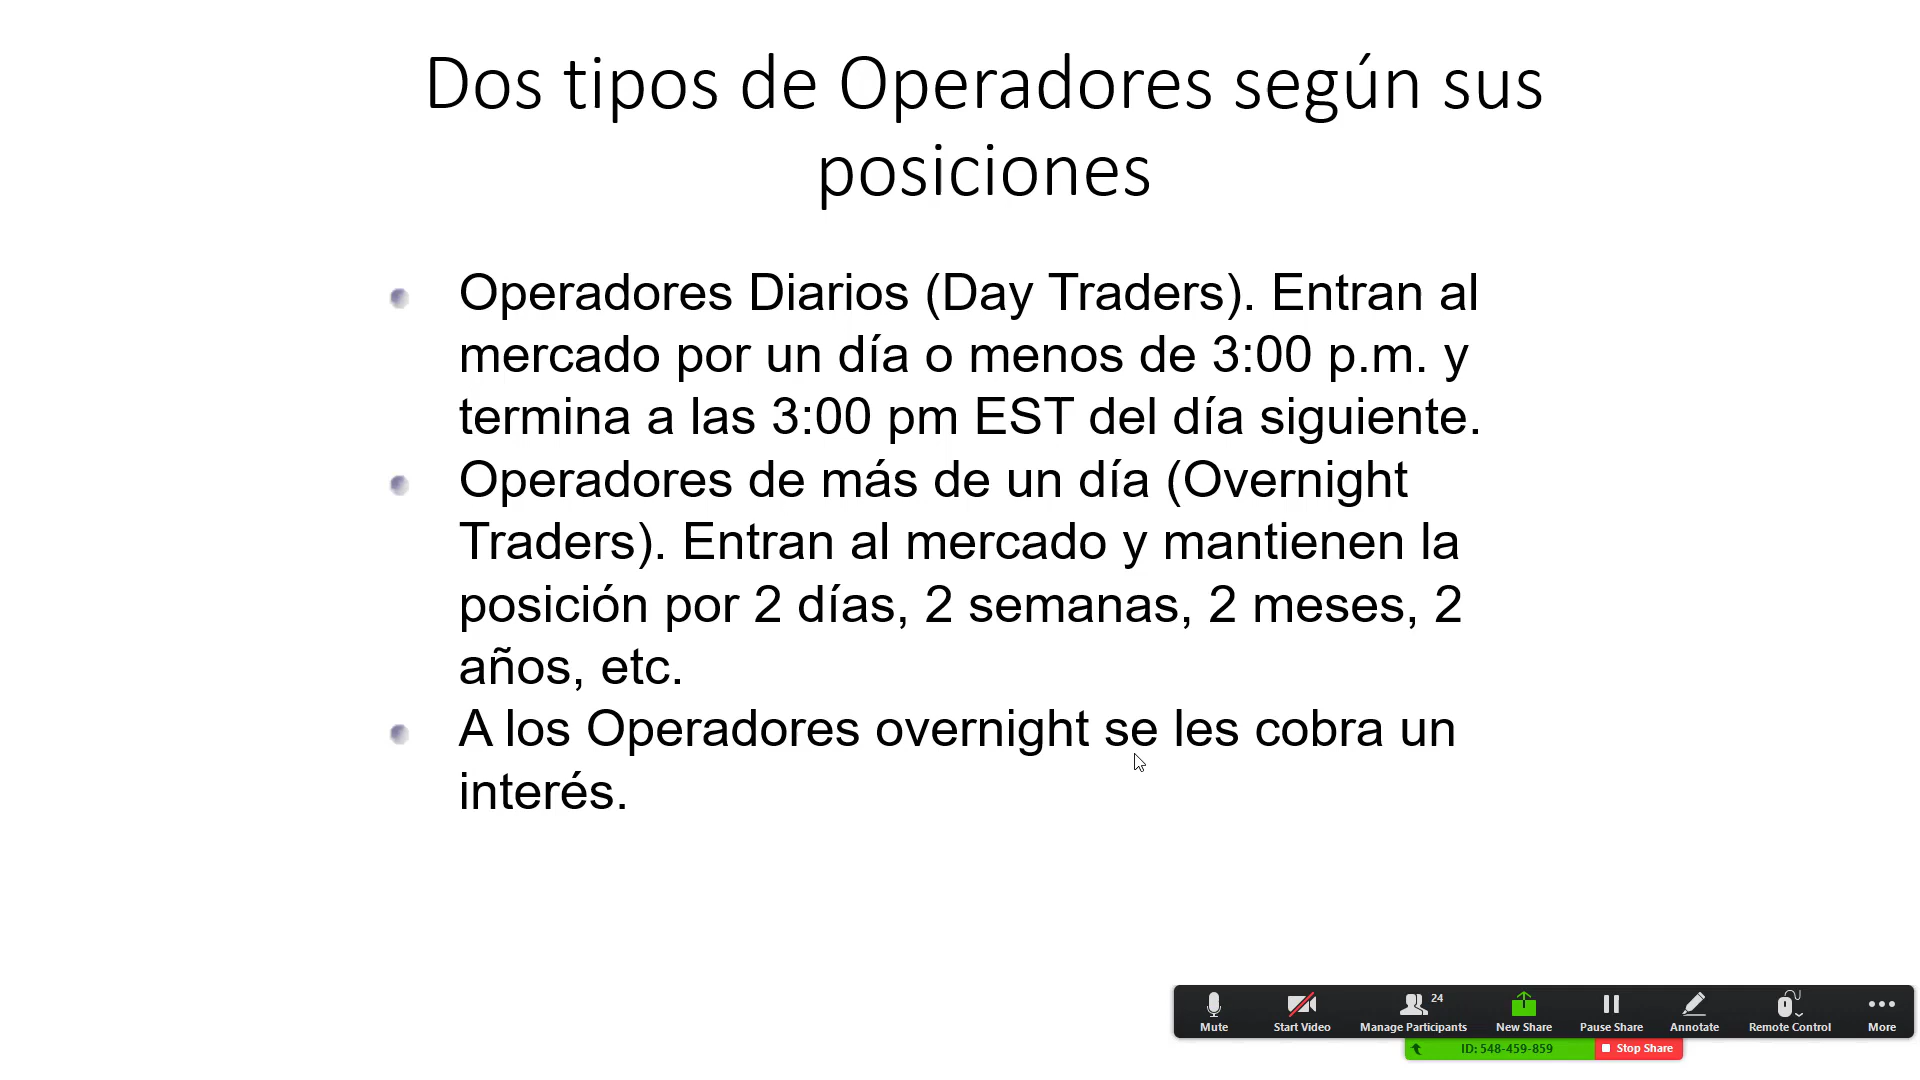 Dos tipos de Operadores según sus
posiciones
Operadores Diarios (Day Traders). Entran al
mercado por un día o menos de 3:00 p.m. y
termina a las 3:00 pm EST del día siguiente.
Operadores de más de un día (Overnight
Traders). Entran al mercado y mantienen la
posición por 2 días, 2 semanas, 2 meses, 2
años, etc.
A los Operadores overnight se les cobra un
interés.
24
Mute Start Video Manage Participants New Share Pause Share Annotate Remote Control More
ID: 548-459-859 Stop Share